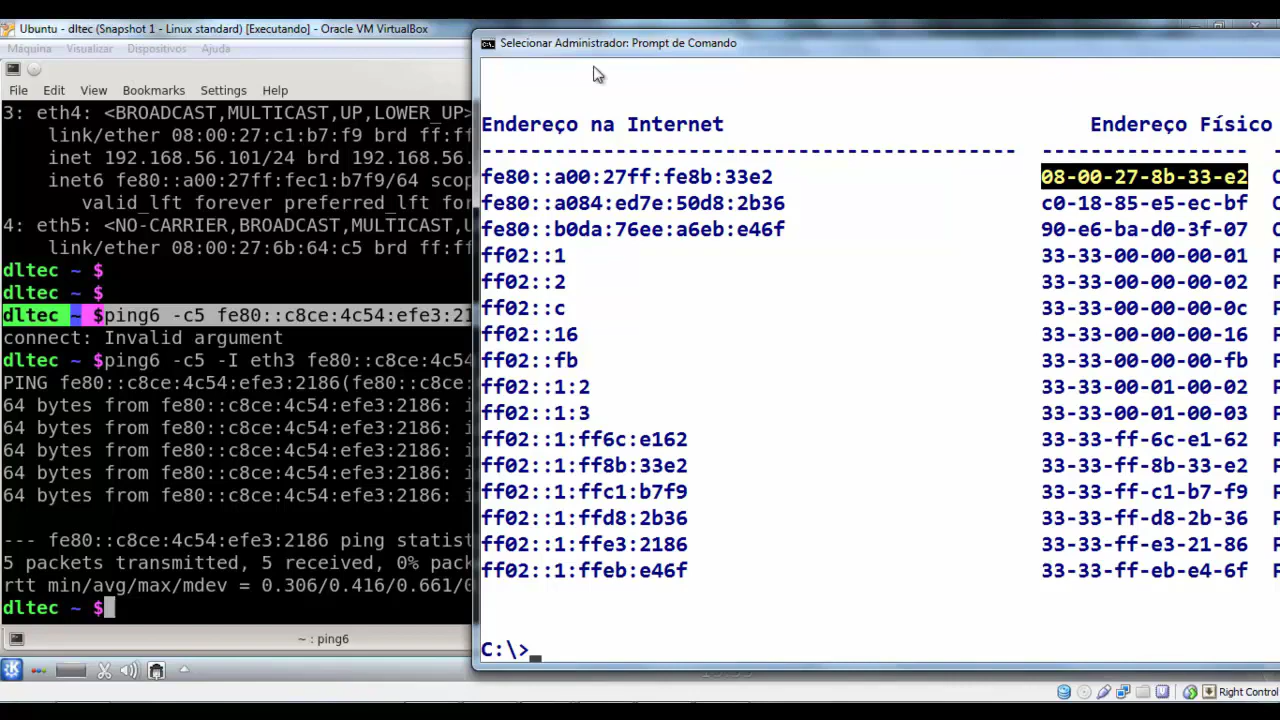 Ubuntu - dltec (Snapshot 1 - Linux standard) [Executando] - Oracle VM VirtualBox
Máquina Visualizar Dispositivos Ajuda
File Edit View Bookmarks Settings Help
3: eth4: <BROADCAST,MULTICAST,UP,LOWER_UP>
link/ether 08:00:27:c1:b7:f9 brd ff:ff
inet 192.168.56.101/24 brd 192.168.56.
inet6 fe80::a00:27ff:fec1:b7f9/64 scop
valid_lft forever preferred_lft for
4: eth5: <NO-CARRIER,BROADCAST,MULTICAST,U
link/ether 08:00:27:6b:64:c5 brd ff:ff
dltec ~ $
dltec ~ $
dltec ~ $ping6 -c5 fe80::c8ce:4c54:efe3:21
connect: Invalid argument
dltec ~ $ping6 -c5 -I eth3 fe80::c8ce:4c54
PING fe80::c8ce:4c54:efe3:2186(fe80::c8ce:
64 bytes from fe80::c8ce:4c54:efe3:2186: i
64 bytes from fe80::c8ce:4c54:efe3:2186: i
64 bytes from fe80::c8ce:4c54:efe3:2186: i
64 bytes from fe80::c8ce:4c54:efe3:2186: i
64 bytes from fe80::c8ce:4c54:efe3:2186: i
--- fe80::c8ce:4c54:efe3:2186 ping statist
5 packets transmitted, 5 received, 0% pack
rtt min/avg/max/mdev = 0.306/0.416/0.661/0
dltec ~ $
~ : ping6
Selecionar Administrador: Prompt de Comando
Endereço na Internet Endereço Físico
--------------------------------------------- -----------------
fe80::a00:27ff:fe8b:33e2 08-00-27-8b-33-e2
fe80::a084:ed7e:50d8:2b36 c0-18-85-e5-ec-bf
fe80::b0da:76ee:a6eb:e46f 90-e6-ba-d0-3f-07
ff02::1 33-33-00-00-00-01
ff02::2 33-33-00-00-00-02
ff02::c 33-33-00-00-00-0c
ff02::16 33-33-00-00-00-16
ff02::fb 33-33-00-00-00-fb
ff02::1:2 33-33-00-01-00-02
ff02::1:3 33-33-00-01-00-03
ff02::1:ff6c:e162 33-33-ff-6c-e1-62
ff02::1:ff8b:33e2 33-33-ff-8b-33-e2
ff02::1:ffc1:b7f9 33-33-ff-c1-b7-f9
ff02::1:ffd8:2b36 33-33-ff-d8-2b-36
ff02::1:ffe3:2186 33-33-ff-e3-21-86
ff02::1:ffeb:e46f 33-33-ff-eb-e4-6f
C:\>
Right Control